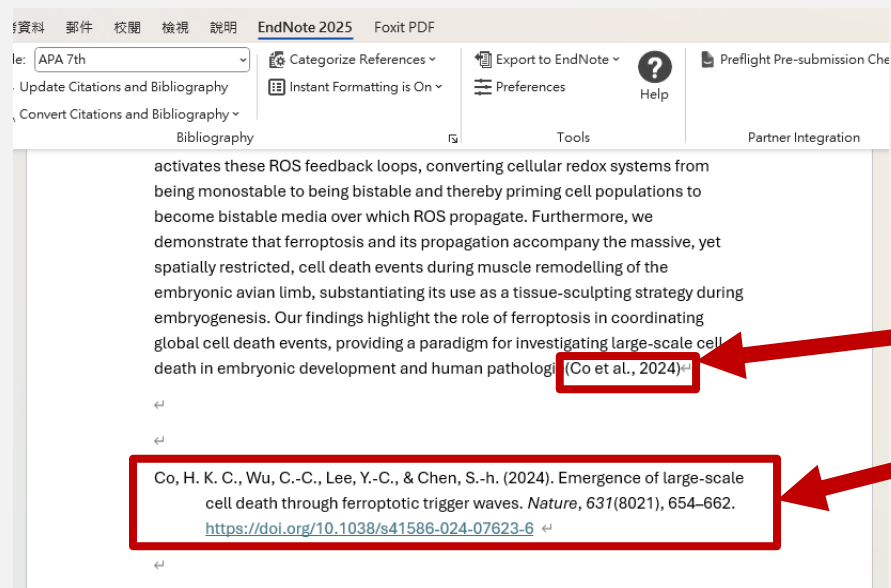 資料 郵件 校閱 檢視 說明 EndNote 2025 Foxit PDF
le: APA 7th
Categorize References
Export to EndNote
Preflight Pre-submission Che
Update Citations and Bibliography
Instant Formatting is On
Preferences
Help
Convert Citations and Bibliography
Bibliography
Tools
Partner Integration
activates these ROS feedback loops, converting cellular redox systems from
being monostable to being bistable and thereby priming cell populations to
become bistable media over which ROS propagate. Furthermore, we
demonstrate that ferroptosis and its propagation accompany the massive, yet
spatially restricted, cell death events during muscle remodelling of the
embryonic avian limb, substantiating its use as a tissue-sculpting strategy during
embryogenesis. Our findings highlight the role of ferroptosis in coordinating
global cell death events, providing a paradigm for investigating large-scale cell
death in embryonic development and human pathologi (Co et al., 2024)
Co, H. K. C., Wu, C.-C., Lee, Y.-C., & Chen, S.-h. (2024). Emergence of large-scale
cell death through ferroptotic trigger waves. Nature, 631(8021), 654–662.
https://doi.org/10.1038/s41586-024-07623-6